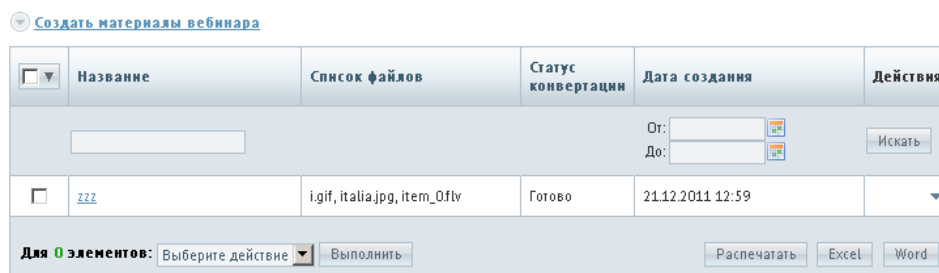 Создать материалы вебинара
Название Список файлов Статус конвертации Дата создания Действия
От:
До:
Искать
zzz i.gif, italia.jpg, item_0.flv Готово 21.12.2011 12:59
Для 0 элементов: Выберите действие Выполнить Распечатать Excel Word